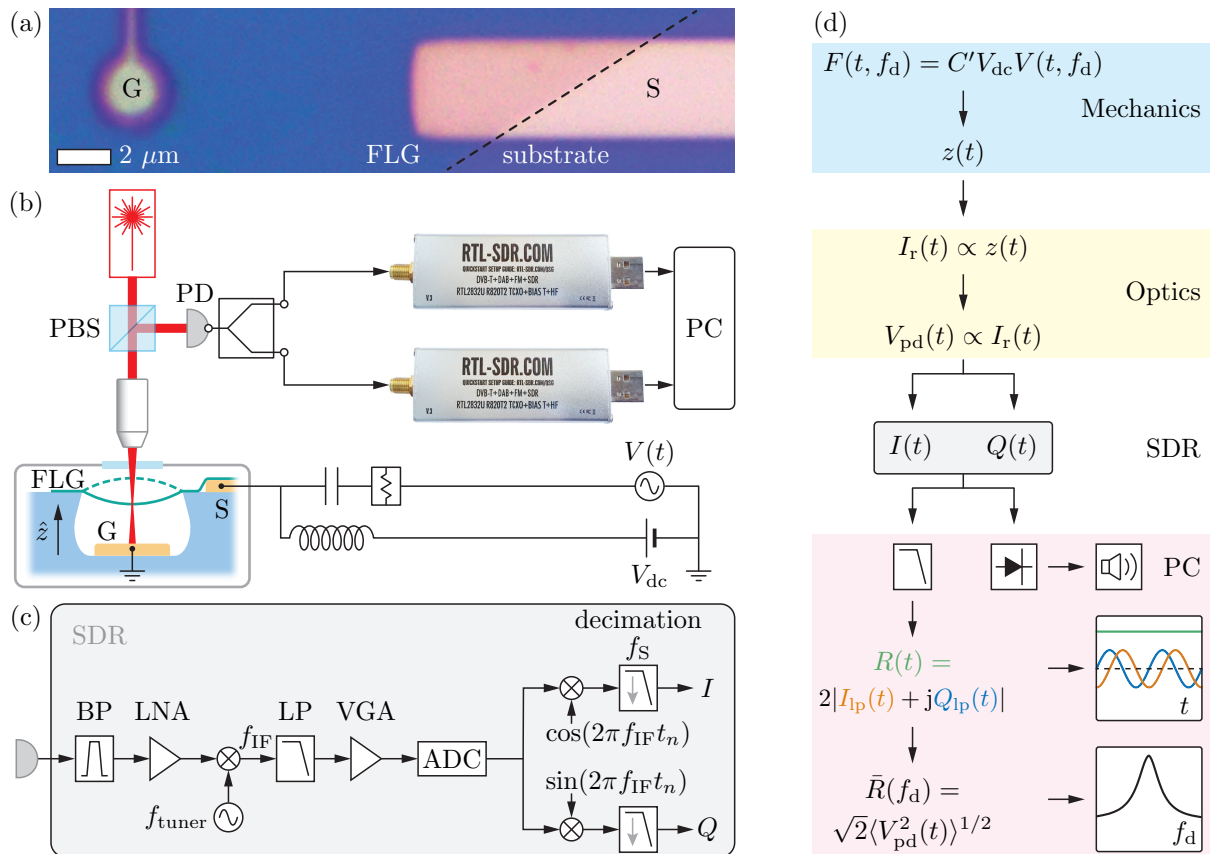 (a)
G
S
2 μm
FLG
substrate
(b)
PD
PBS
RTL-SDR.COM
QUICKSTART SETUP GUIDE: RTL-SDR.COM/QSG
DVB-T+DAB+FM+SDR
RTL2832U R820T2 TCXO+BIAS T+HF
V.3
RTL-SDR.COM
QUICKSTART SETUP GUIDE: RTL-SDR.COM/QSG
DVB-T+DAB+FM+SDR
RTL2832U R820T2 TCXO+BIAS T+HF
V.3
PC
FLG
S
ẑ
G
V(t)
V_dc
(c)
SDR
decimation
BP
LNA
f_IF
LP
VGA
ADC
f_tuner
f_S
I
cos(2πf_IF t_n)
sin(2πf_IF t_n)
Q
(d)
F(t, f_d) = C′V_dc V(t, f_d)
Mechanics
z(t)
I_r(t) ∝ z(t)
Optics
V_pd(t) ∝ I_r(t)
I(t) Q(t)
SDR
PC
R(t) =
2|I_lp(t) + jQ_lp(t)|
t
R̄(f_d) =
√2⟨V²_pd(t)⟩^1/2
f_d